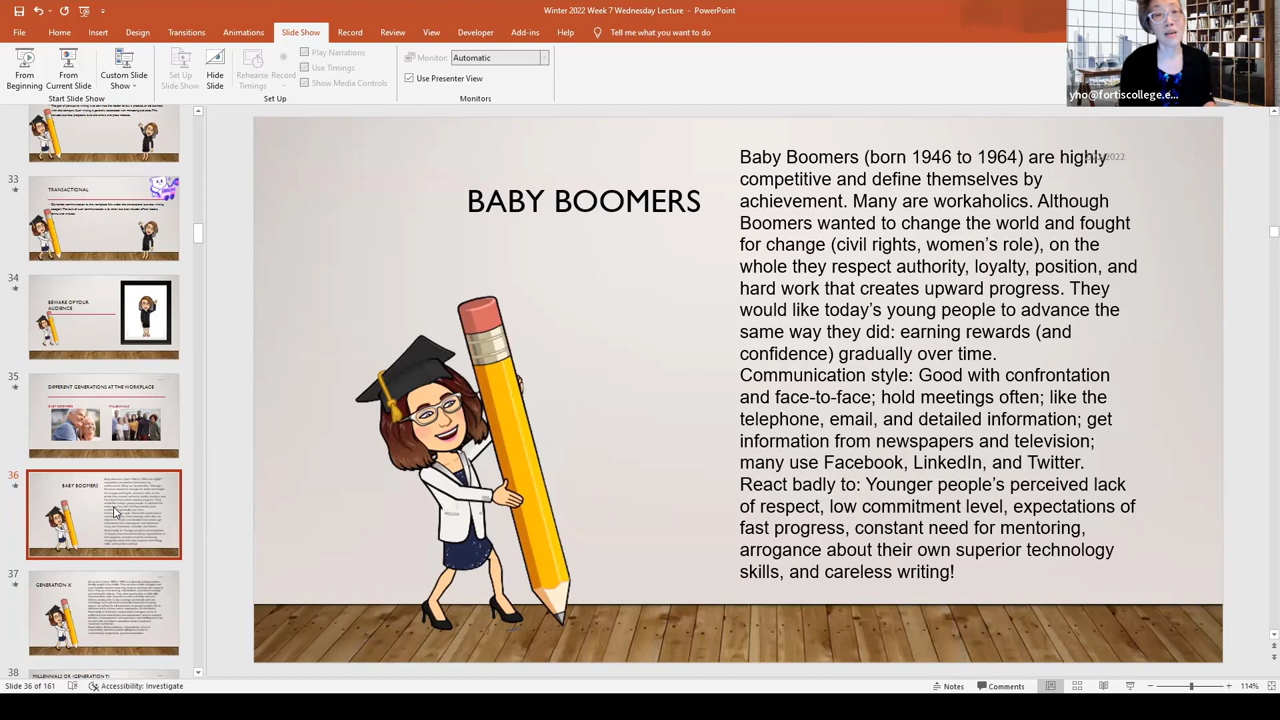 Winter 2022 Week 7 Wednesday Lecture - PowerPoint
File Home Insert Design Transitions Animations Slide Show Record Review View Developer Add-ins Help Tell me what you want to do
From Beginning
From Current Slide
Custom Slide Show
Start Slide Show
Set Up Slide Show
Hide Slide
Rehearse Timings
Record
Play Narrations
Use Timings
Show Media Controls
Set Up
Monitor: Automatic
Use Presenter View
Monitors
yho@fortiscollege.e...
33
TRANSACTIONAL
34
BEWARE OF YOUR
AUDIENCE
35
DIFFERENT GENERATIONS AT THE WORKPLACE
BABY BOOMERS
MILLENNIALS
36
BABY BOOMERS
37
GENERATION X
38
MILLENNIALS OR (GENERATION Y)
BABY BOOMERS
Baby Boomers (born 1946 to 1964) are highly
competitive and define themselves by
achievement. Many are workaholics. Although
Boomers wanted to change the world and fought
for change (civil rights, women's role), on the
whole they respect authority, loyalty, position, and
hard work that creates upward progress. They
would like today's young people to advance the
same way they did: earning rewards (and
confidence) gradually over time.
Communication style: Good with confrontation
and face-to-face; hold meetings often; like the
telephone, email, and detailed information; get
information from newspapers and television;
many use Facebook, LinkedIn, and Twitter.
React badly to: Younger people's perceived lack
of respect, low commitment level, expectations of
fast progress, constant need for mentoring,
arrogance about their own superior technology
skills, and careless writing!
Slide 36 of 161
Accessibility: Investigate
Notes
Comments
114%